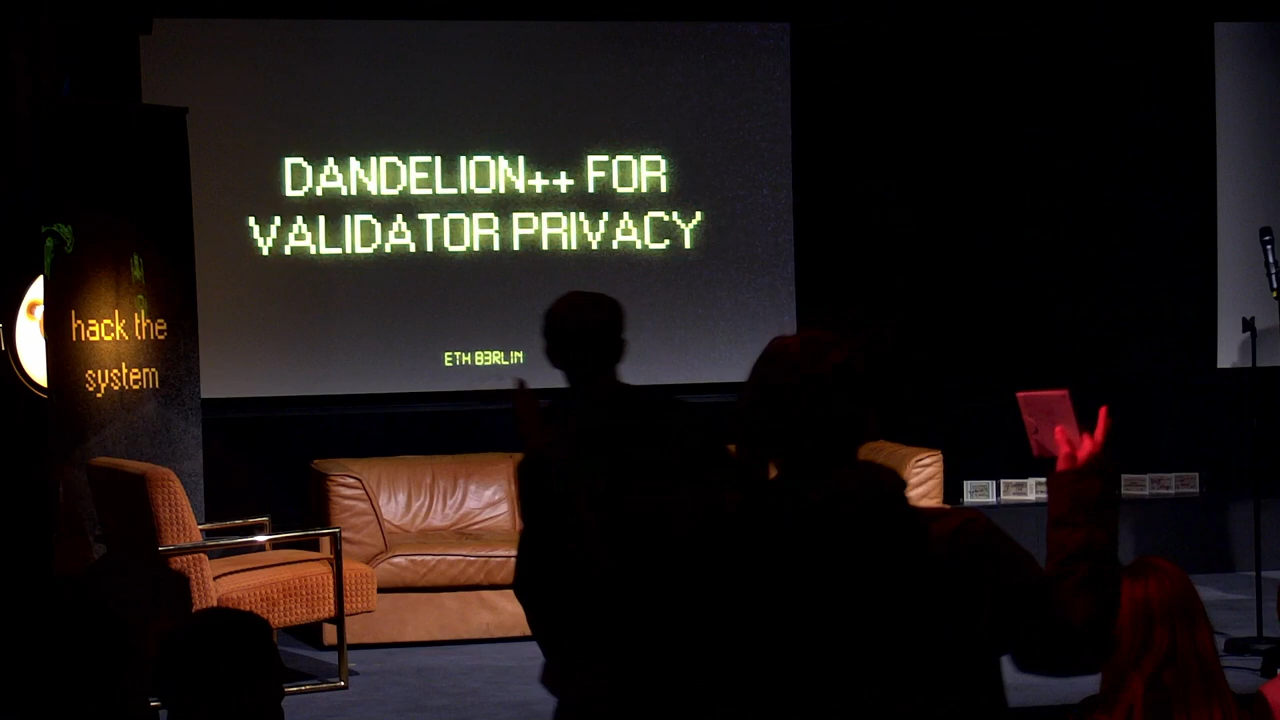 DANDELION++ FOR
VALIDATOR PRIVACY
ETH B3RLIN
hack the
system